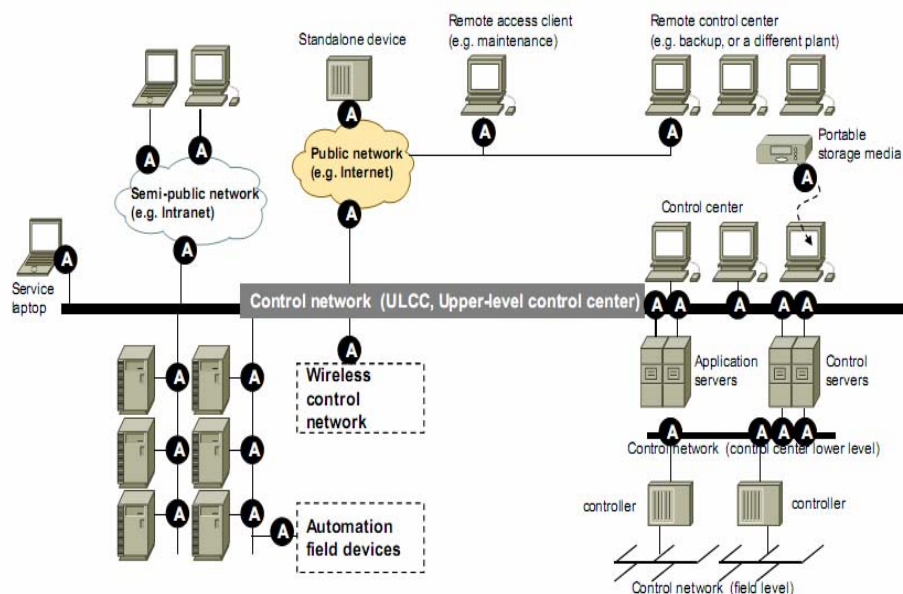 Remote access client
(e.g. maintenance)
Remote control center
(e.g. backup, or a different plant)
Standalone device
A
A
A
A
A
Public network
(e.g. Internet)
Portable
storage media
A
Semi-public network
(e.g. Intranet)
A
Control center
A
A
Service
laptop
A
Control network (ULCC, Upper-level control center)
A
A
A
A
A
A
Wireless
control
network
Application
servers
Control
servers
A
A
A
A
A
A
A
Control network (control center lower level)
A
A
A
controller
controller
A
Automation
field devices
Control network (field level)